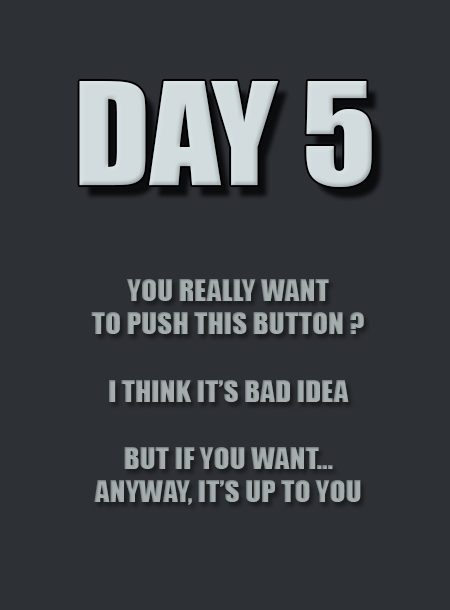 DAY 5
YOU REALLY WANT
TO PUSH THIS BUTTON ?
I THINK IT'S BAD IDEA
BUT IF YOU WANT...
ANYWAY, IT'S UP TO YOU